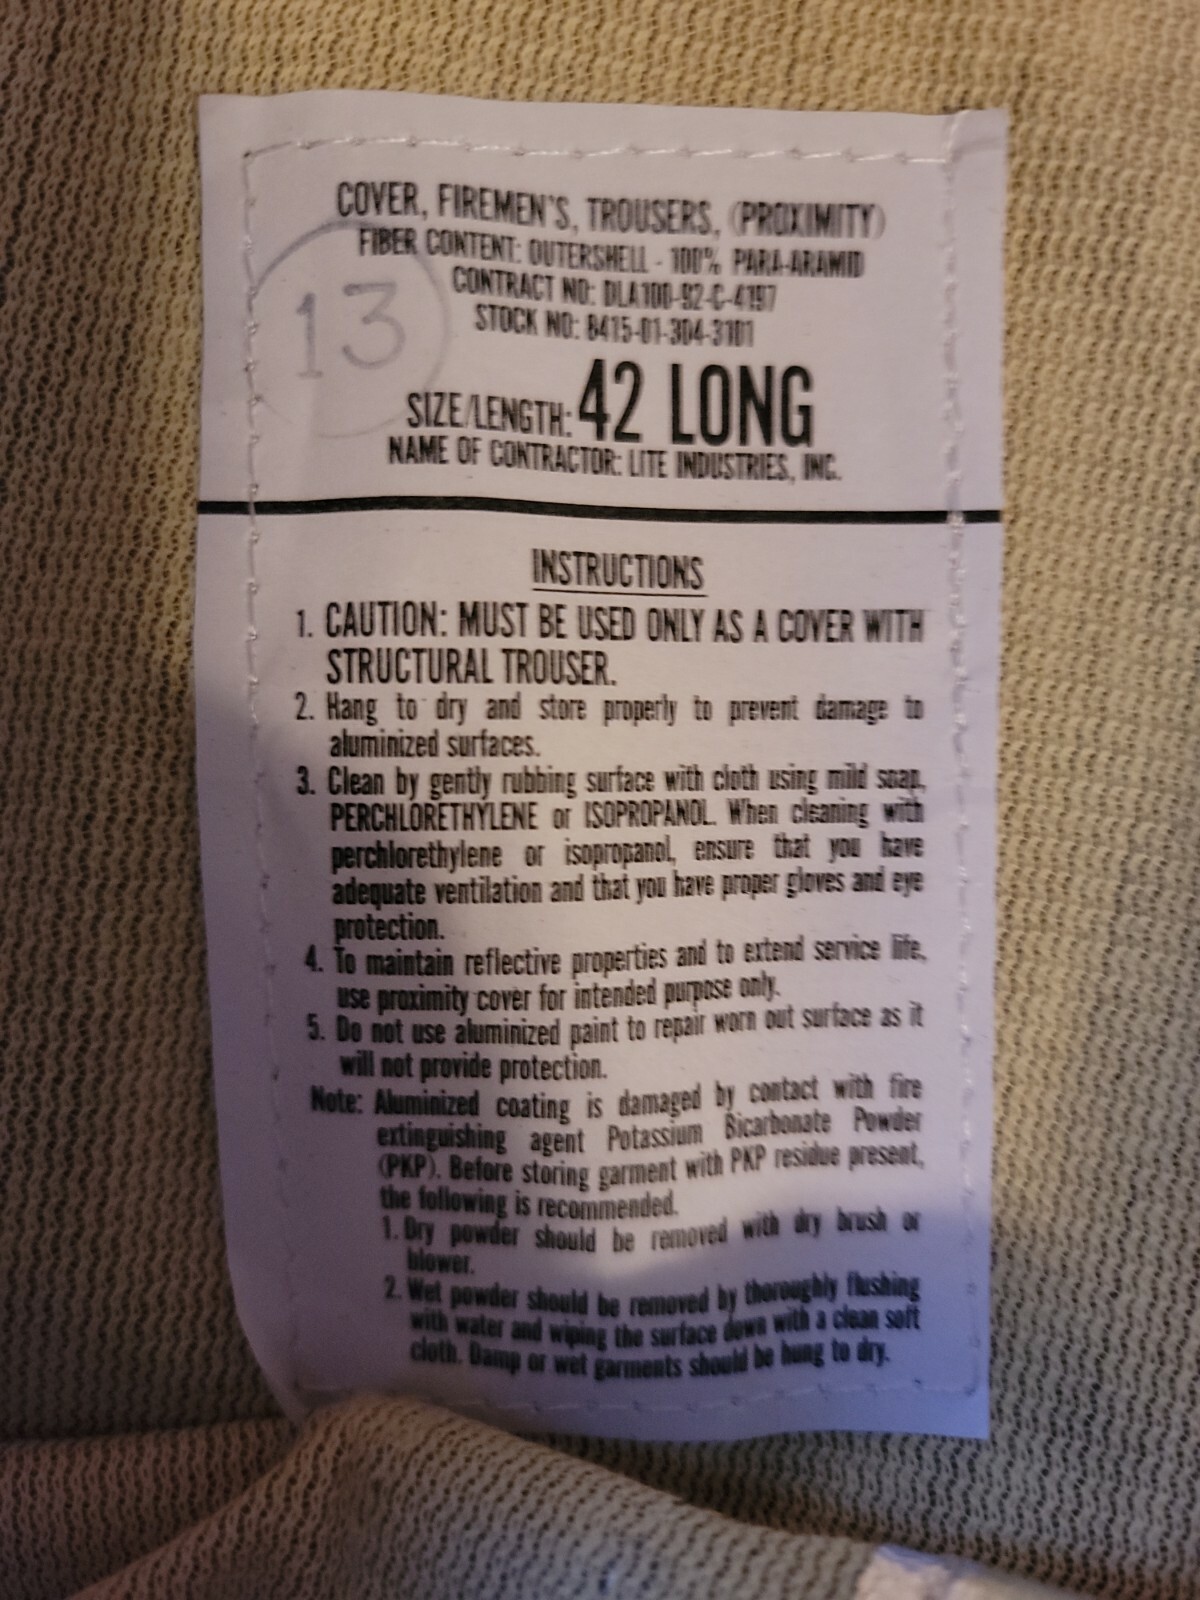 COVER, FIREMEN'S, TROUSERS, (PROXIMITY)
FIBER CONTENT: OUTERSHELL - 100% PARA-ARAMID
CONTRACT NO: DLA100-92-C-4197
STOCK NO: 8415-01-304-3101
13
SIZE/LENGTH: 42 LONG
NAME OF CONTRACTOR: LITE INDUSTRIES, INC.
INSTRUCTIONS
1. CAUTION: MUST BE USED ONLY AS A COVER WITH
STRUCTURAL TROUSER.
2. Hang to dry and store properly to prevent damage to
aluminized surfaces.
3. Clean by gently rubbing surface with cloth using mild soap,
PERCHLORETHYLENE or ISOPROPANOL. When cleaning with
perchlorethylene or isopropanol, ensure that you have
adequate ventilation and that you have proper gloves and eye
protection.
4. To maintain reflective properties and to extend service life,
use proximity cover for intended purpose only.
5. Do not use aluminized paint to repair worn out surface as it
will not provide protection.
Note: Aluminized coating is damaged by contact with fire
extinguishing agent Potassium Bicarbonate Powder
(PKP). Before storing garment with PKP residue present,
the following is recommended.
1. Dry powder should be removed with dry brush or
blower.
2. Wet powder should be removed by thoroughly flushing
with water and wiping the surface down with a clean soft
cloth. Damp or wet garments should be hung to dry.